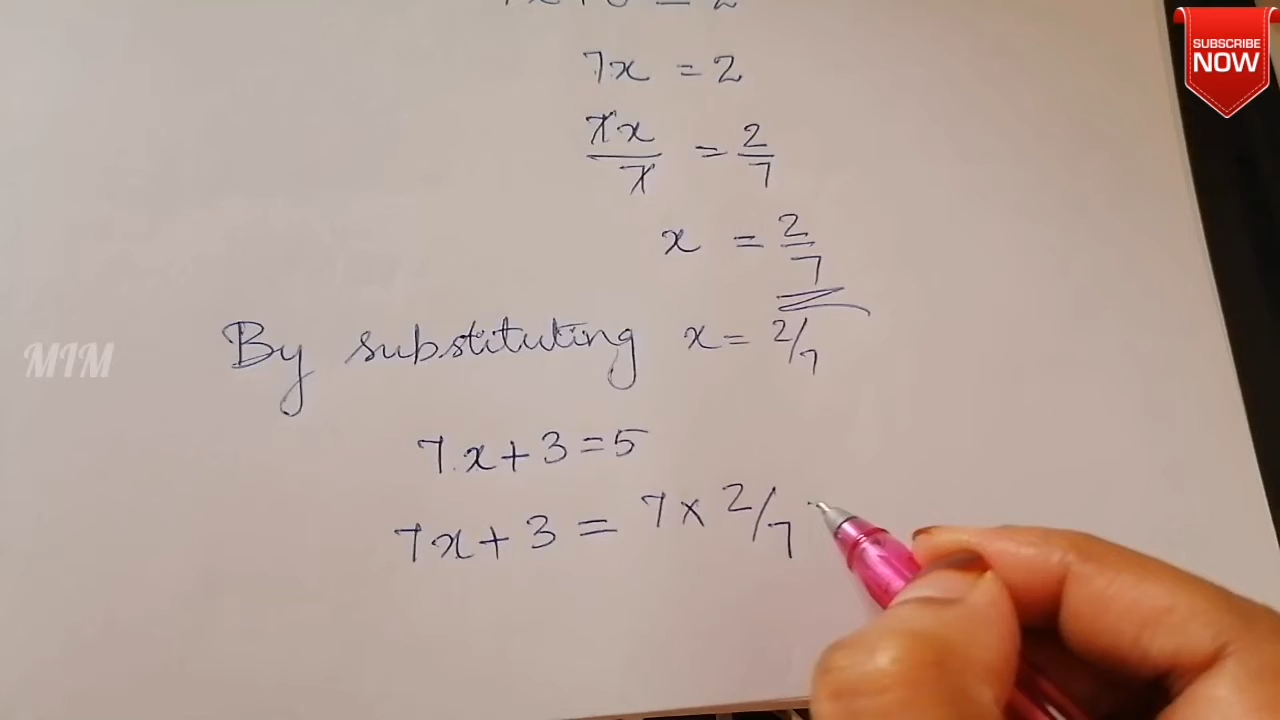 SUBSCRIBE
NOW
7x = 2
7x/7 = 2/7
x = 2/7
By substituting x = 2/7
MIM
7x + 3 = 5
7x + 3 = 7 × 2/7